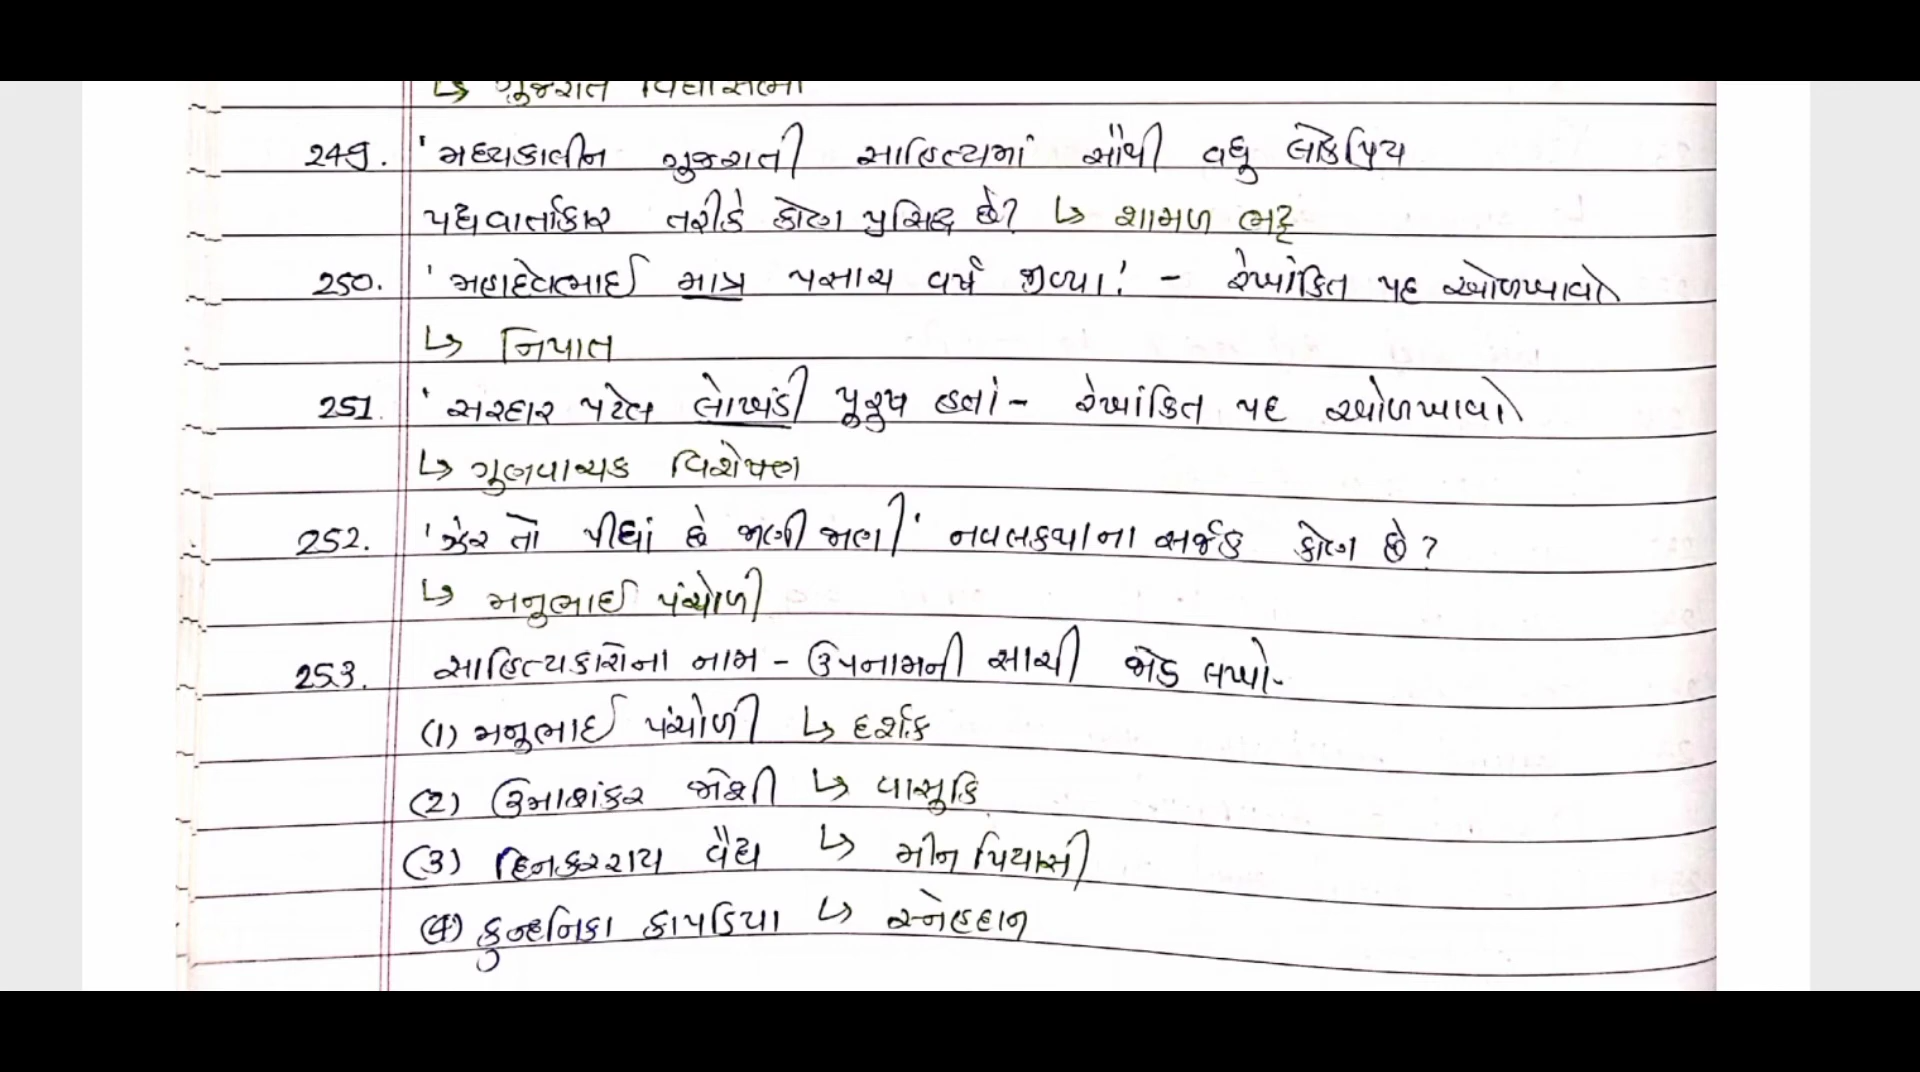 ↳ ગુજરાત વિદ્યાસભા
249. 'મધ્યકાલીન ગુજરાતી સાહિત્યમાં સૌથી વધુ લોકપ્રિય
પદ્યવાર્તાકાર તરીકે કોણ પ્રસિદ્ધ છે? ↳ શામળ ભટ્ટ
250. 'મહાદેવભાઈ માત્ર પચાસ વર્ષ જીવ્યા!' - રેખાંકિત પદ ઓળખાવો
↳ નિપાત
251. 'સરદાર પટેલ લોખંડી પુરુષ હતાં - રેખાંકિત પદ ઓળખાવો
↳ ગુણવાચક વિશેષણ
252. 'ઝેર તો પીધાં છે જાણી જાણી' નવલકથાના સર્જક કોણ છે?
↳ મનુભાઈ પંચોળી
253. સાહિત્યકારોના નામ - ઉપનામની સાચી જોડ લખો-
(1) મનુભાઈ પંચોળી ↳ દર્શક
(2) ઉમાશંકર જોશી ↳ વાસુકિ
(3) દિનકરરાય વૈદ્ય ↳ મીન પિયાસી
(4) કુન્દનિકા કાપડિયા ↳ સ્નેહદાન